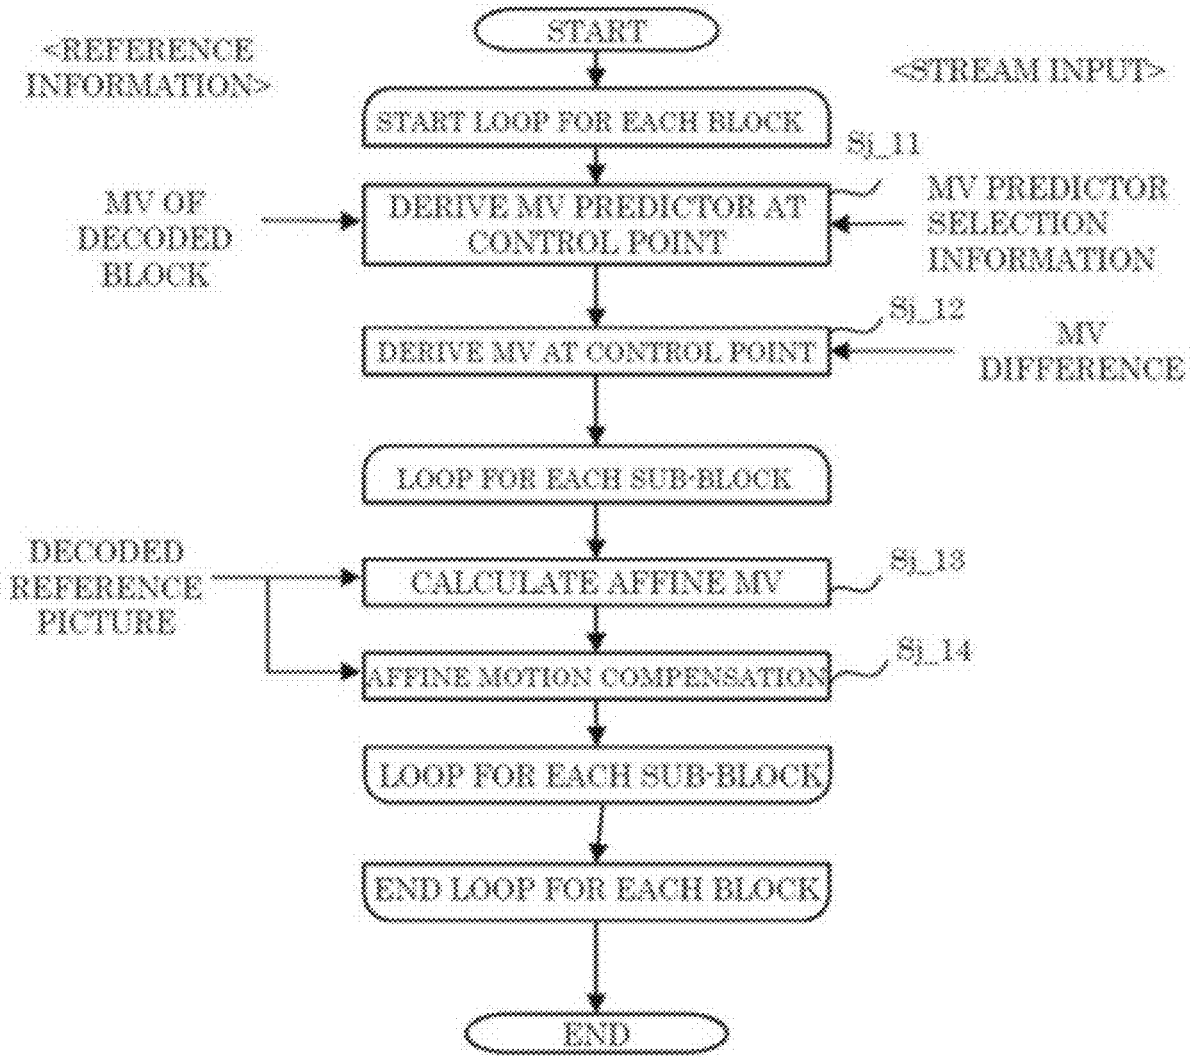 START
<REFERENCE
INFORMATION>
<STREAM INPUT>
START LOOP FOR EACH BLOCK
Sj_11
MV OF
DECODED
BLOCK
DERIVE MV PREDICTOR AT
CONTROL POINT
MV PREDICTOR
SELECTION
INFORMATION
Sj_12
DERIVE MV AT CONTROL POINT
MV
DIFFERENCE
LOOP FOR EACH SUB-BLOCK
DECODED
REFERENCE
PICTURE
CALCULATE AFFINE MV
Sj_13
AFFINE MOTION COMPENSATION
Sj_14
LOOP FOR EACH SUB-BLOCK
END LOOP FOR EACH BLOCK
END